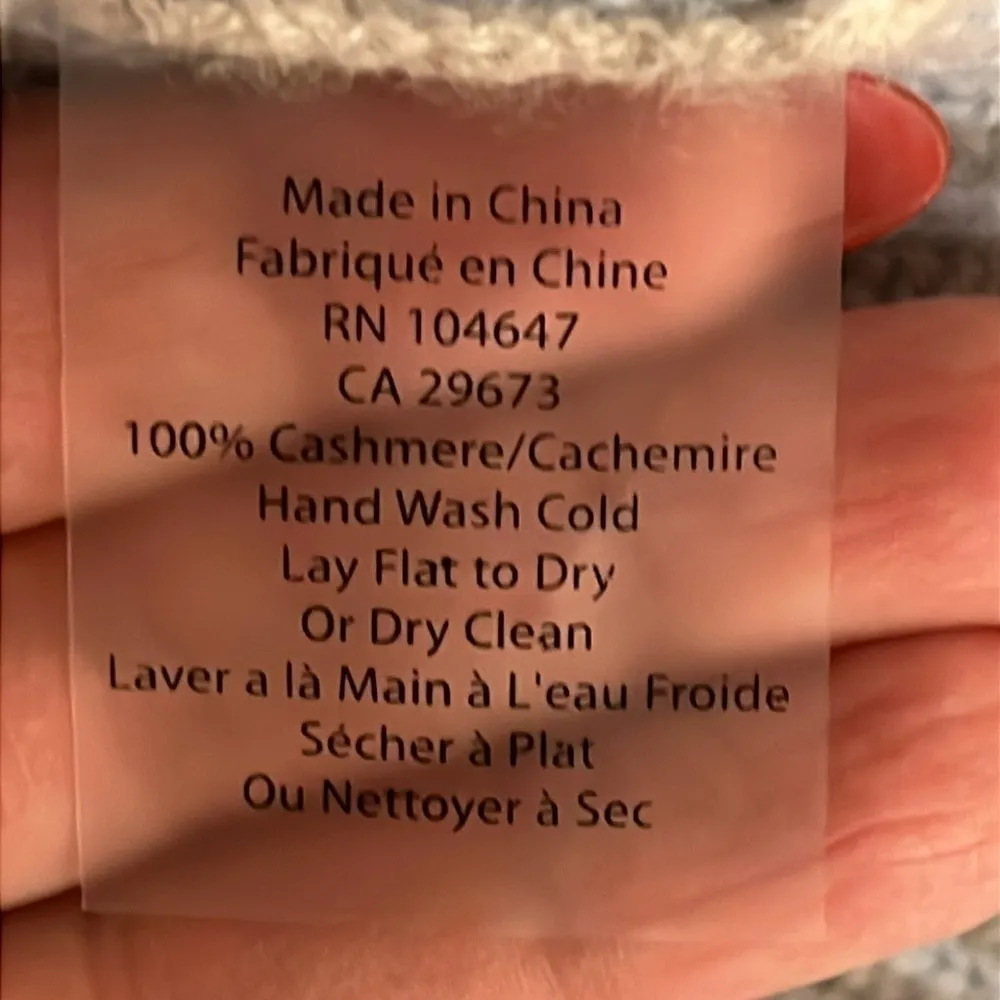 Made in China
Fabriqué en Chine
RN 104647
CA 29673
100% Cashmere/Cachemire
Hand Wash Cold
Lay Flat to Dry
Or Dry Clean
Laver a là Main à L'eau Froide
Sécher à Plat
Ou Nettoyer à Sec